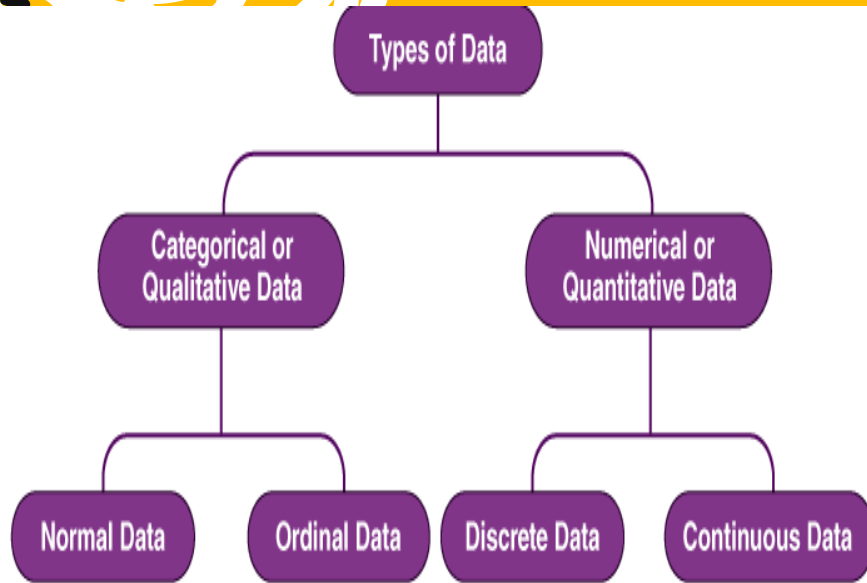 Types of Data
Categorical or
Qualitative Data
Numerical or
Quantitative Data
Normal Data
Ordinal Data
Discrete Data
Continuous Data